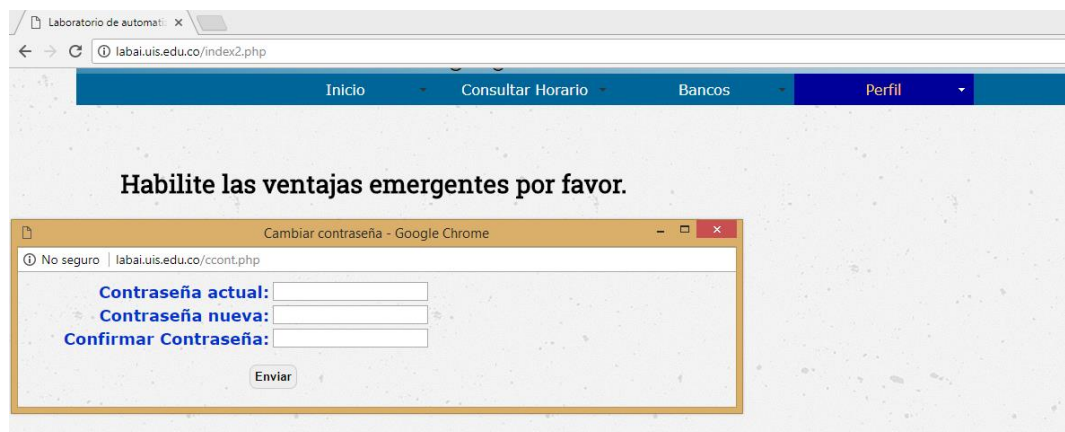 Laboratorio de automati
labai.uis.edu.co/index2.php
Inicio Consultar Horario Bancos Perfil
Habilite las ventajas emergentes por favor.
Cambiar contraseña - Google Chrome
No seguro | labai.uis.edu.co/ccont.php
Contraseña actual:
Contraseña nueva:
Confirmar Contraseña:
Enviar